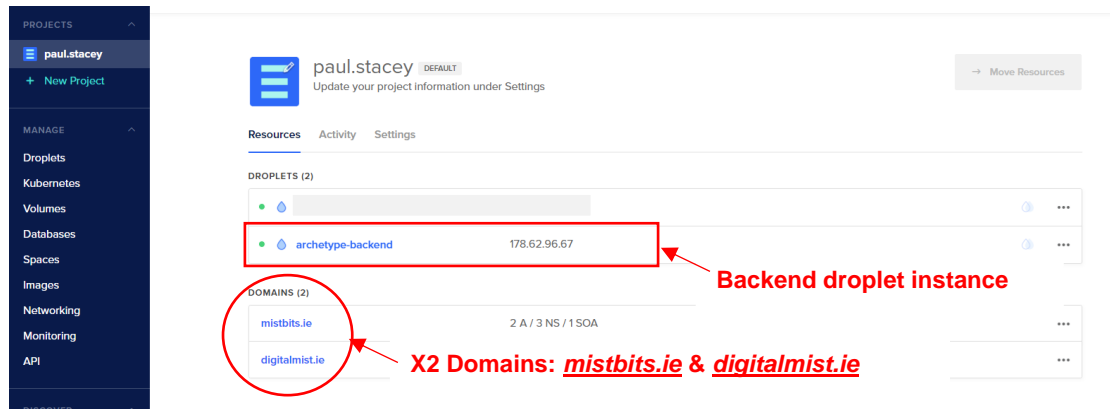 PROJECTS
paul.stacey
+ New Project
MANAGE
Droplets
Kubernetes
Volumes
Databases
Spaces
Images
Networking
Monitoring
API
DISCOVER
paul.stacey DEFAULT
Update your project information under Settings
→ Move Resources
Resources Activity Settings
DROPLETS (2)
archetype-backend 178.62.96.67
Backend droplet instance
DOMAINS (2)
mistbits.ie 2 A / 3 NS / 1 SOA
digitalmist.ie
X2 Domains: mistbits.ie & digitalmist.ie